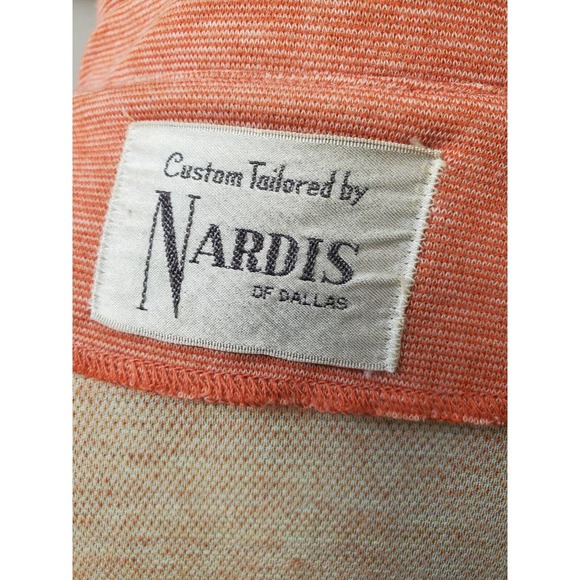 Custom Tailored by
NARDIS
OF DALLAS